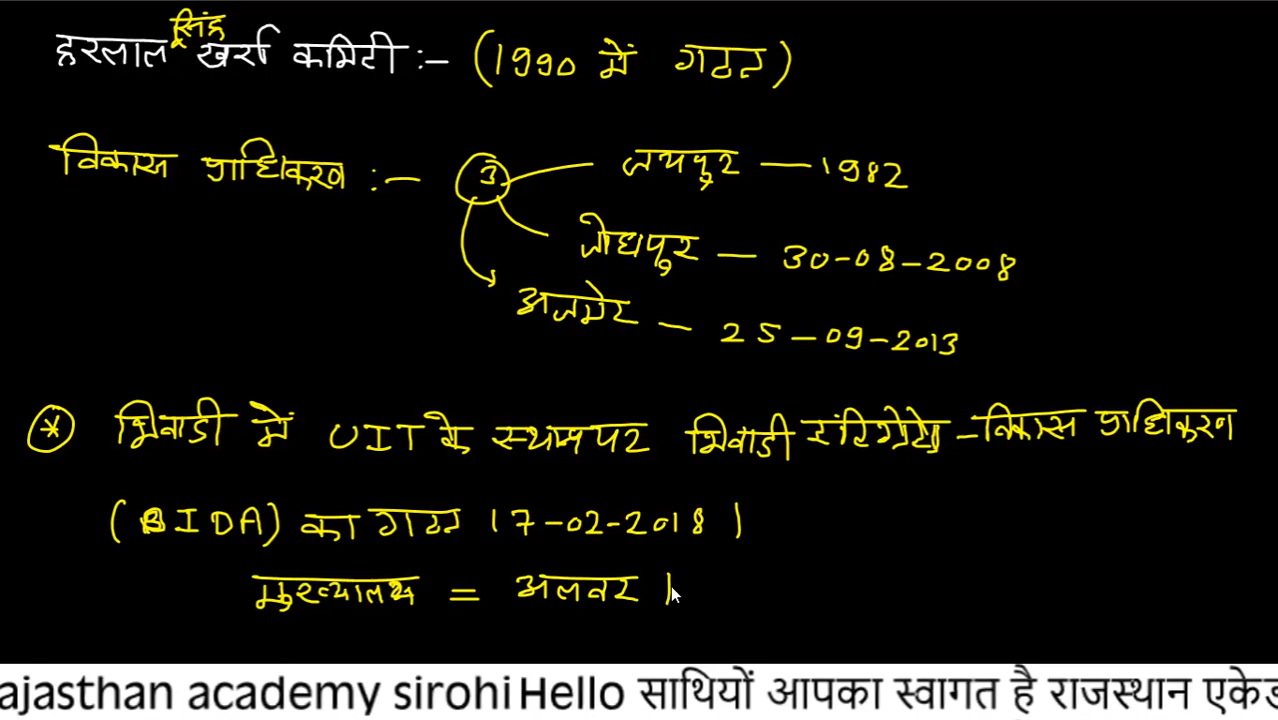 हरलाल सिंह खर्रा कमिटी :- (1990 में गठन)
विकास प्राधिकरण :- 3 जयपुर — 1982
जोधपुर — 30-08-2008
अजमेर — 25-09-2013
* भिवाडी में UIT के स्थान पर भिवाडी - विकास प्राधिकरण
(BIDA) का गठन 17-02-2018 |
मुख्यालय = अलवर |
ajasthan academy sirohi Hello साथियों आपका स्वागत है राजस्थान एकेड